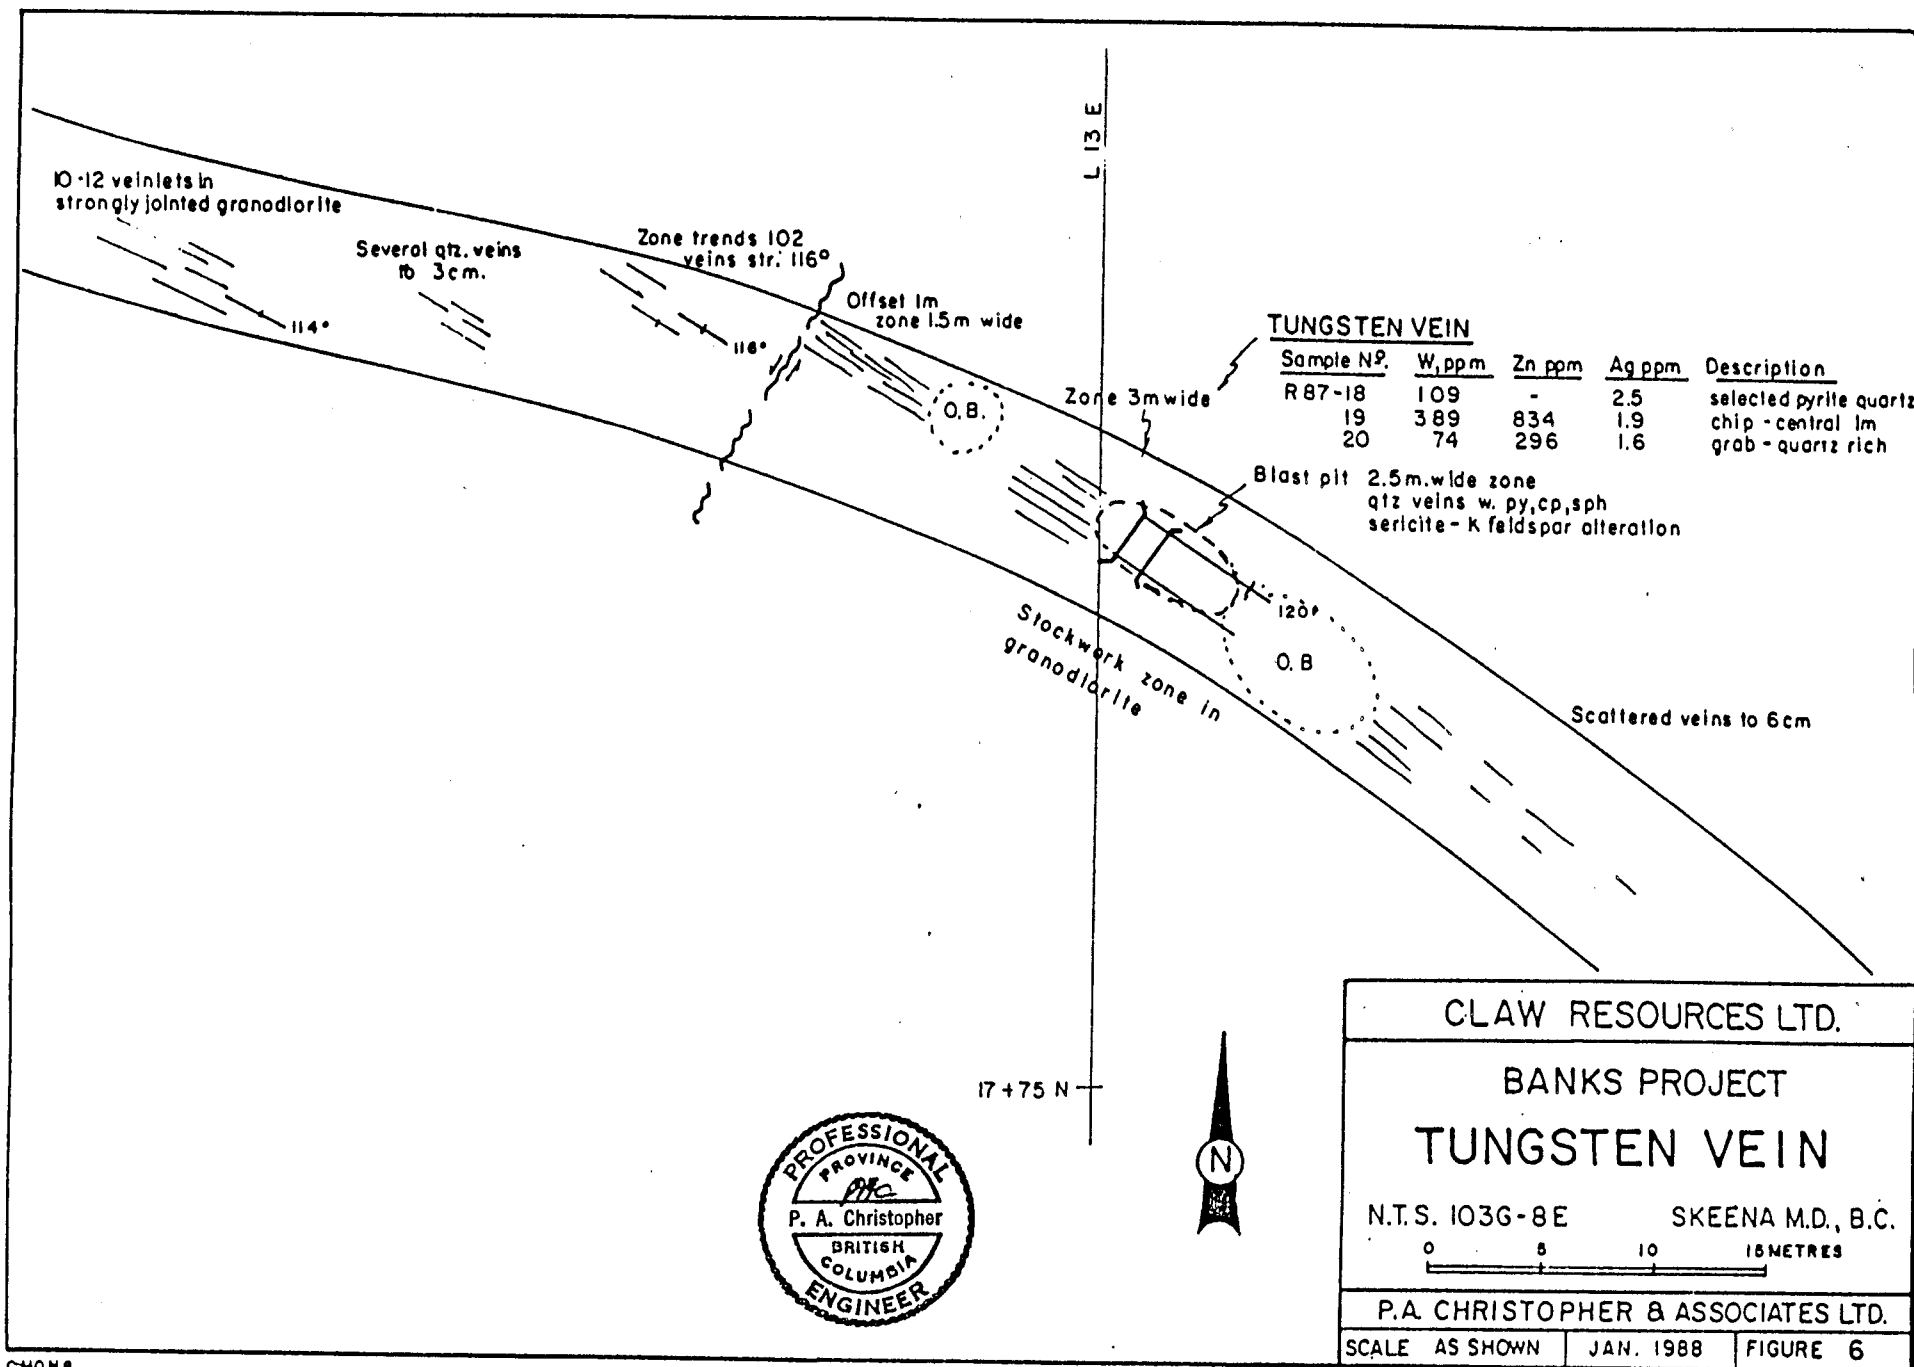 L 13 E
10-12 veinlets in
strongly jointed granodiorite
Several qtz. veins
to 3cm.
Zone trends 102
veins str. 116°
Offset 1m
zone 1.5m wide
114°
116°
O.B.
Zone 3m wide
TUNGSTEN VEIN
Sample Nº. W, ppm Zn ppm Ag ppm Description
R87-18 109 - 2.5 selected pyrite quartz
19 389 834 1.9 chip - central 1m
20 74 296 1.6 grab - quartz rich
Blast pit 2.5m. wide zone
qtz veins w. py, cp, sph
sericite - K feldspar alteration
120°
O.B
Stockwork zone in
granodiorite
Scattered veins to 6cm
17+75 N
N
PROFESSIONAL
PROVINCE
P. A. Christopher
BRITISH
COLUMBIA
ENGINEER
CLAW RESOURCES LTD.
BANKS PROJECT
TUNGSTEN VEIN
N.T.S. 103G-8E SKEENA M.D., B.C.
0 5 10 15 METRES
P.A. CHRISTOPHER & ASSOCIATES LTD.
SCALE AS SHOWN JAN. 1988 FIGURE 6